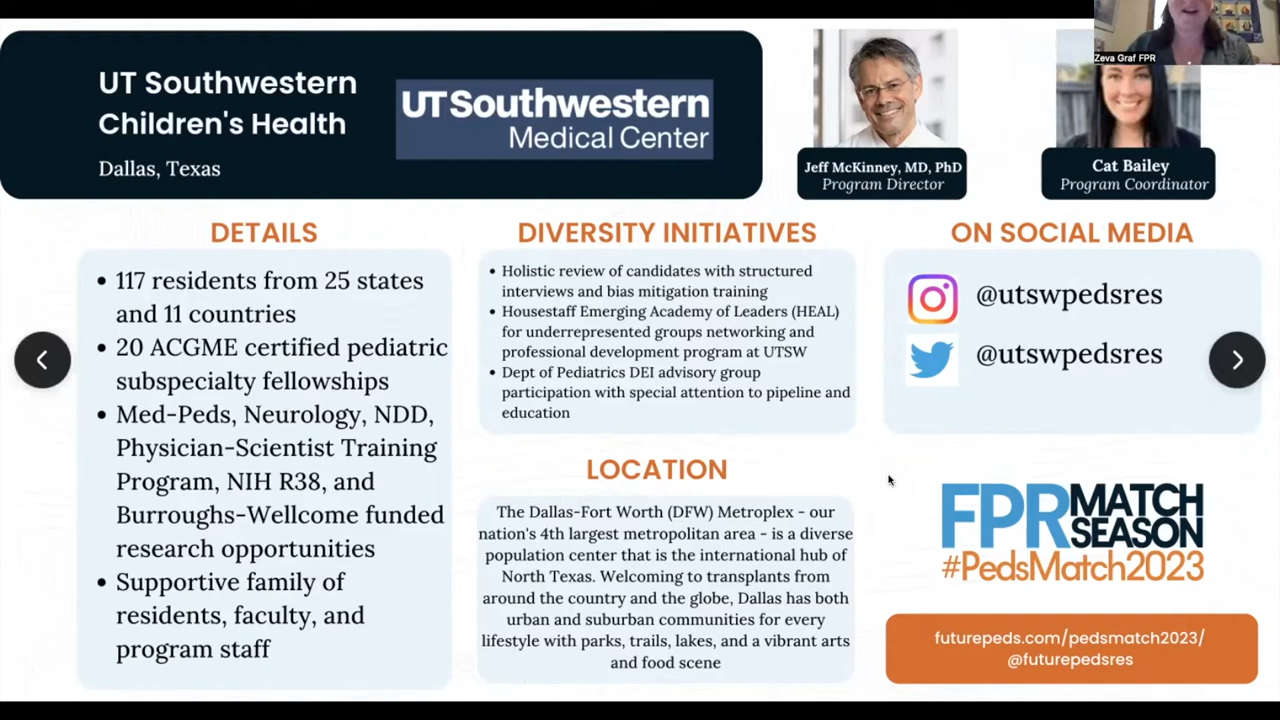 UT Southwestern
Children's Health
Dallas, Texas
UTSouthwestern
Medical Center
Zeva Graf FPR
Jeff McKinney, MD, PhD
Program Director
Cat Bailey
Program Coordinator
DETAILS
• 117 residents from 25 states
and 11 countries
• 20 ACGME certified pediatric
subspecialty fellowships
• Med-Peds, Neurology, NDD,
Physician-Scientist Training
Program, NIH R38, and
Burroughs-Wellcome funded
research opportunities
• Supportive family of
residents, faculty, and
program staff
DIVERSITY INITIATIVES
• Holistic review of candidates with structured
interviews and bias mitigation training
• Housestaff Emerging Academy of Leaders (HEAL)
for underrepresented groups networking and
professional development program at UTSW
• Dept of Pediatrics DEI advisory group
participation with special attention to pipeline and
education
LOCATION
The Dallas-Fort Worth (DFW) Metroplex - our
nation's 4th largest metropolitan area - is a diverse
population center that is the international hub of
North Texas. Welcoming to transplants from
around the country and the globe, Dallas has both
urban and suburban communities for every
lifestyle with parks, trails, lakes, and a vibrant arts
and food scene
ON SOCIAL MEDIA
@utswpedsres
@utswpedsres
FPR MATCH
SEASON
#PedsMatch2023
futurepeds.com/pedsmatch2023/
@futurepedsres